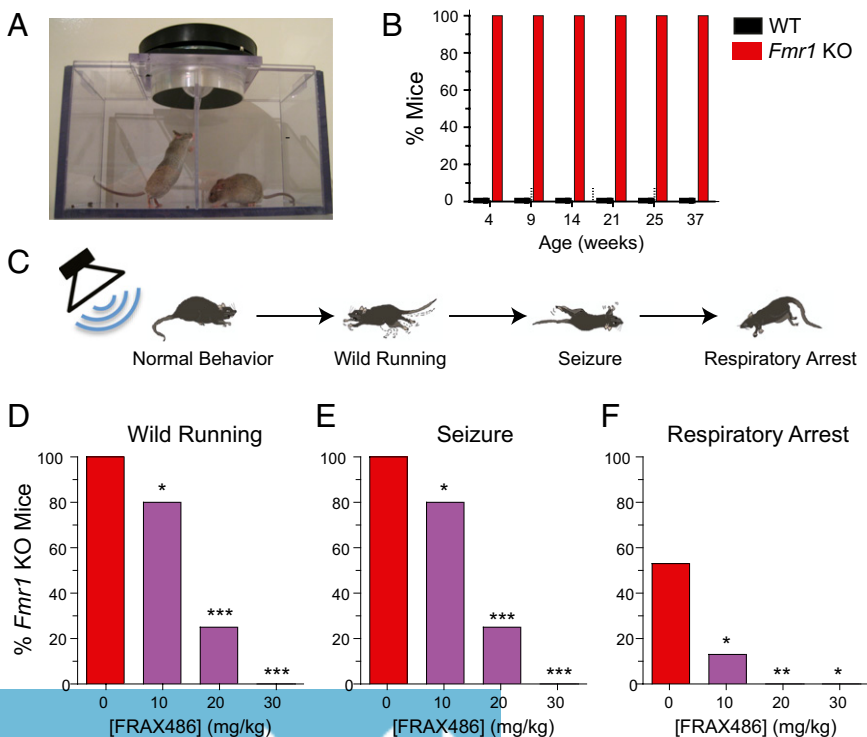 A
B
WT
Fmr1 KO
% Mice
100
80
60
40
20
0
4 9 14 21 25 37
Age (weeks)
C
Normal Behavior Wild Running Seizure Respiratory Arrest
D
Wild Running
% Fmr1 KO Mice
100
80
60
40
20
0
*
***
***
0 10 20 30
[FRAX486] (mg/kg)
E
Seizure
100
80
60
40
20
0
*
***
***
0 10 20 30
[FRAX486] (mg/kg)
F
Respiratory Arrest
100
80
60
40
20
0
*
**
*
0 10 20 30
[FRAX486] (mg/kg)